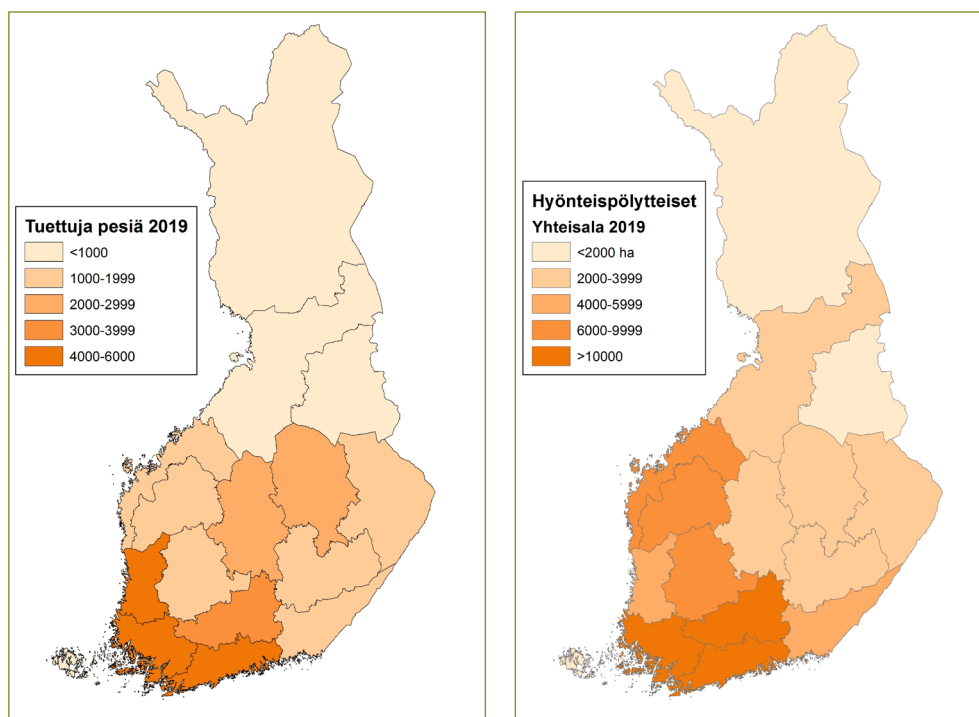 Tuettuja pesiä 2019
<1000
1000-1999
2000-2999
3000-3999
4000-6000
Hyönteispölytteiset
Yhteisala 2019
<2000 ha
2000-3999
4000-5999
6000-9999
>10000